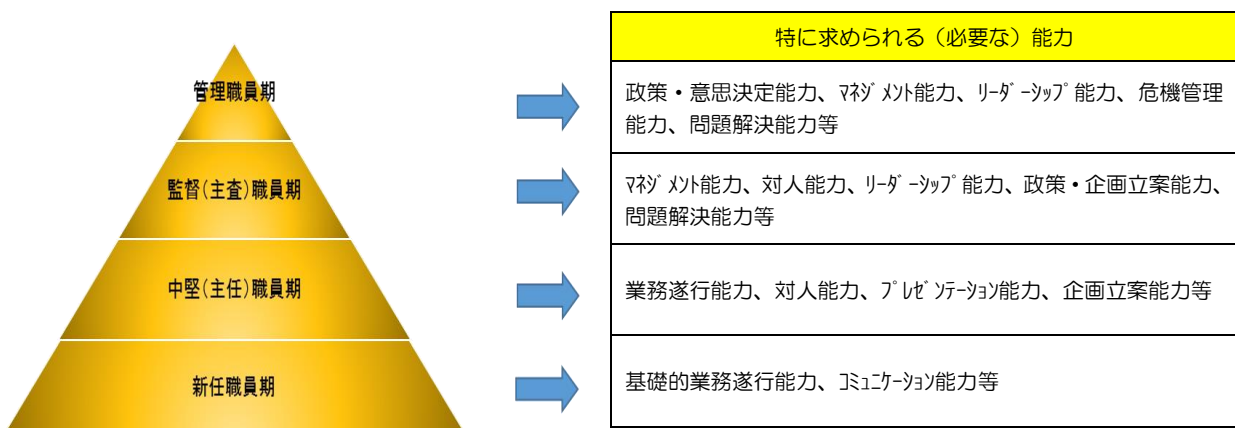 特に求められる（必要な）能力
管理職員期
政策・意思決定能力、ﾏﾈｼﾞﾒﾝﾄ能力、ﾘｰﾀﾞｰｼｯﾌﾟ能力、危機管理
能力、問題解決能力等
監督(主査)職員期
ﾏﾈｼﾞﾒﾝﾄ能力、対人能力、ﾘｰﾀﾞｰｼｯﾌﾟ能力、政策・企画立案能力、
問題解決能力等
中堅(主任)職員期
業務遂行能力、対人能力、ﾌﾟﾚｾﾞﾝﾃｰｼｮﾝ能力、企画立案能力等
新任職員期
基礎的業務遂行能力、ｺﾐｭﾆｹｰｼｮﾝ能力等